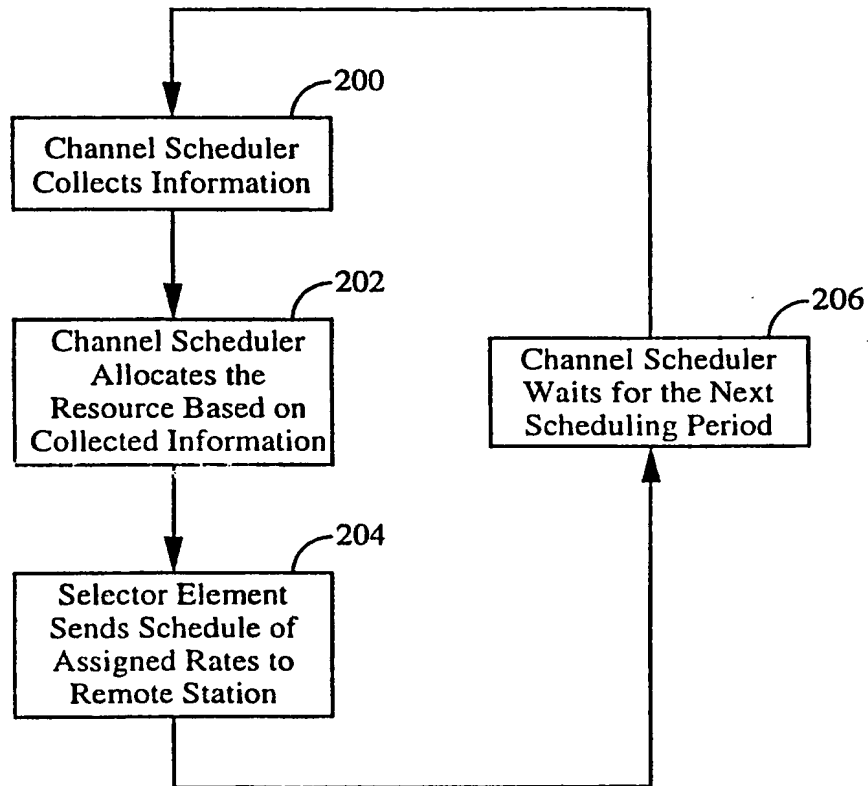 200
Channel Scheduler
Collects Information
202
Channel Scheduler
Allocates the
Resource Based on
Collected Information
204
Selector Element
Sends Schedule of
Assigned Rates to
Remote Station
206
Channel Scheduler
Waits for the Next
Scheduling Period